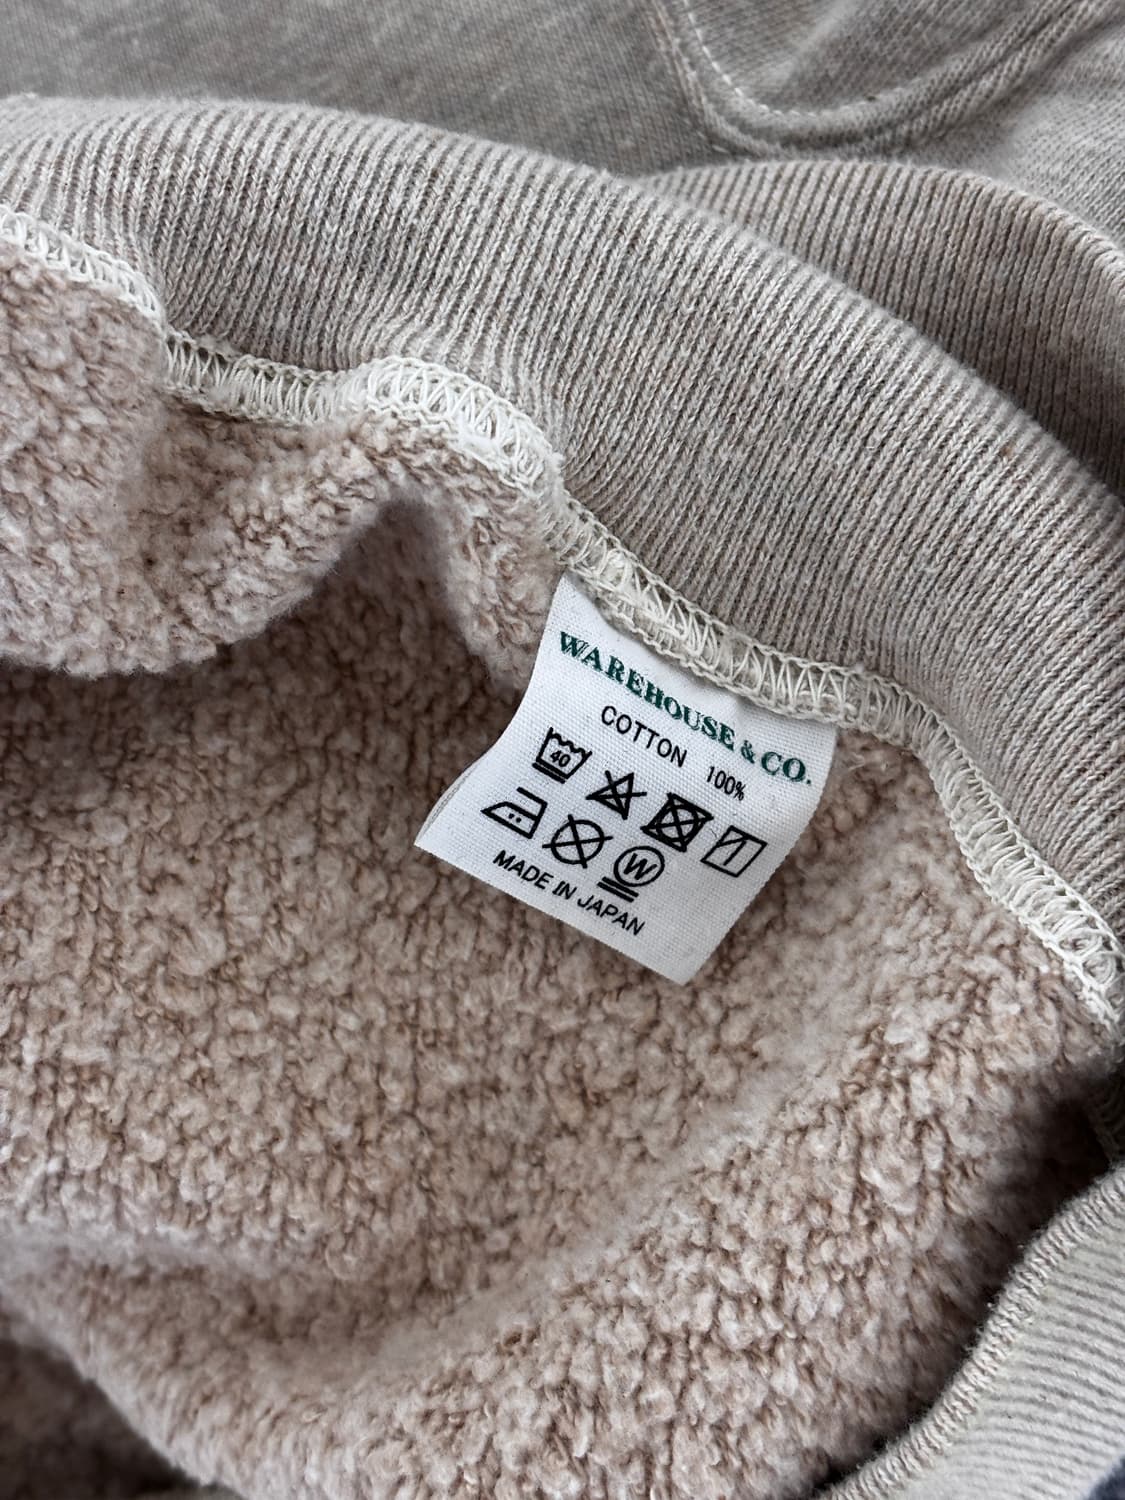 WAREHOUSE & CO.
COTTON 100%
40
W
MADE IN JAPAN